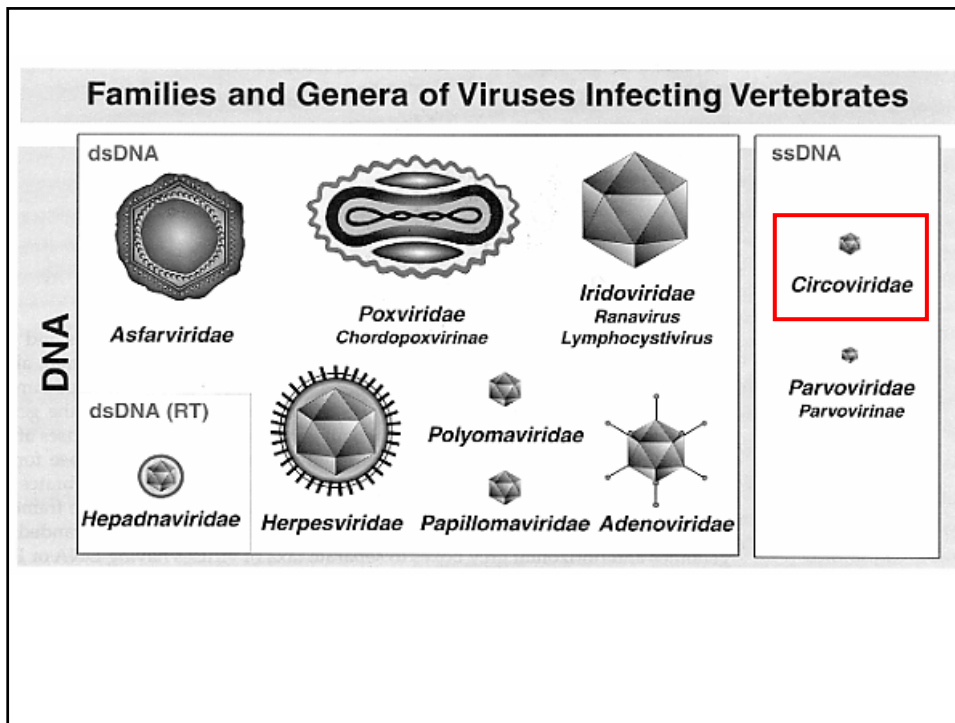 Families and Genera of Viruses Infecting Vertebrates
DNA
dsDNA
Asfarviridae
Poxviridae
Chordopoxvirinae
Iridoviridae
Ranavirus
Lymphocystivirus
dsDNA (RT)
Hepadnaviridae
Herpesviridae
Polyomaviridae
Papillomaviridae
Adenoviridae
ssDNA
Circoviridae
Parvoviridae
Parvovirinae